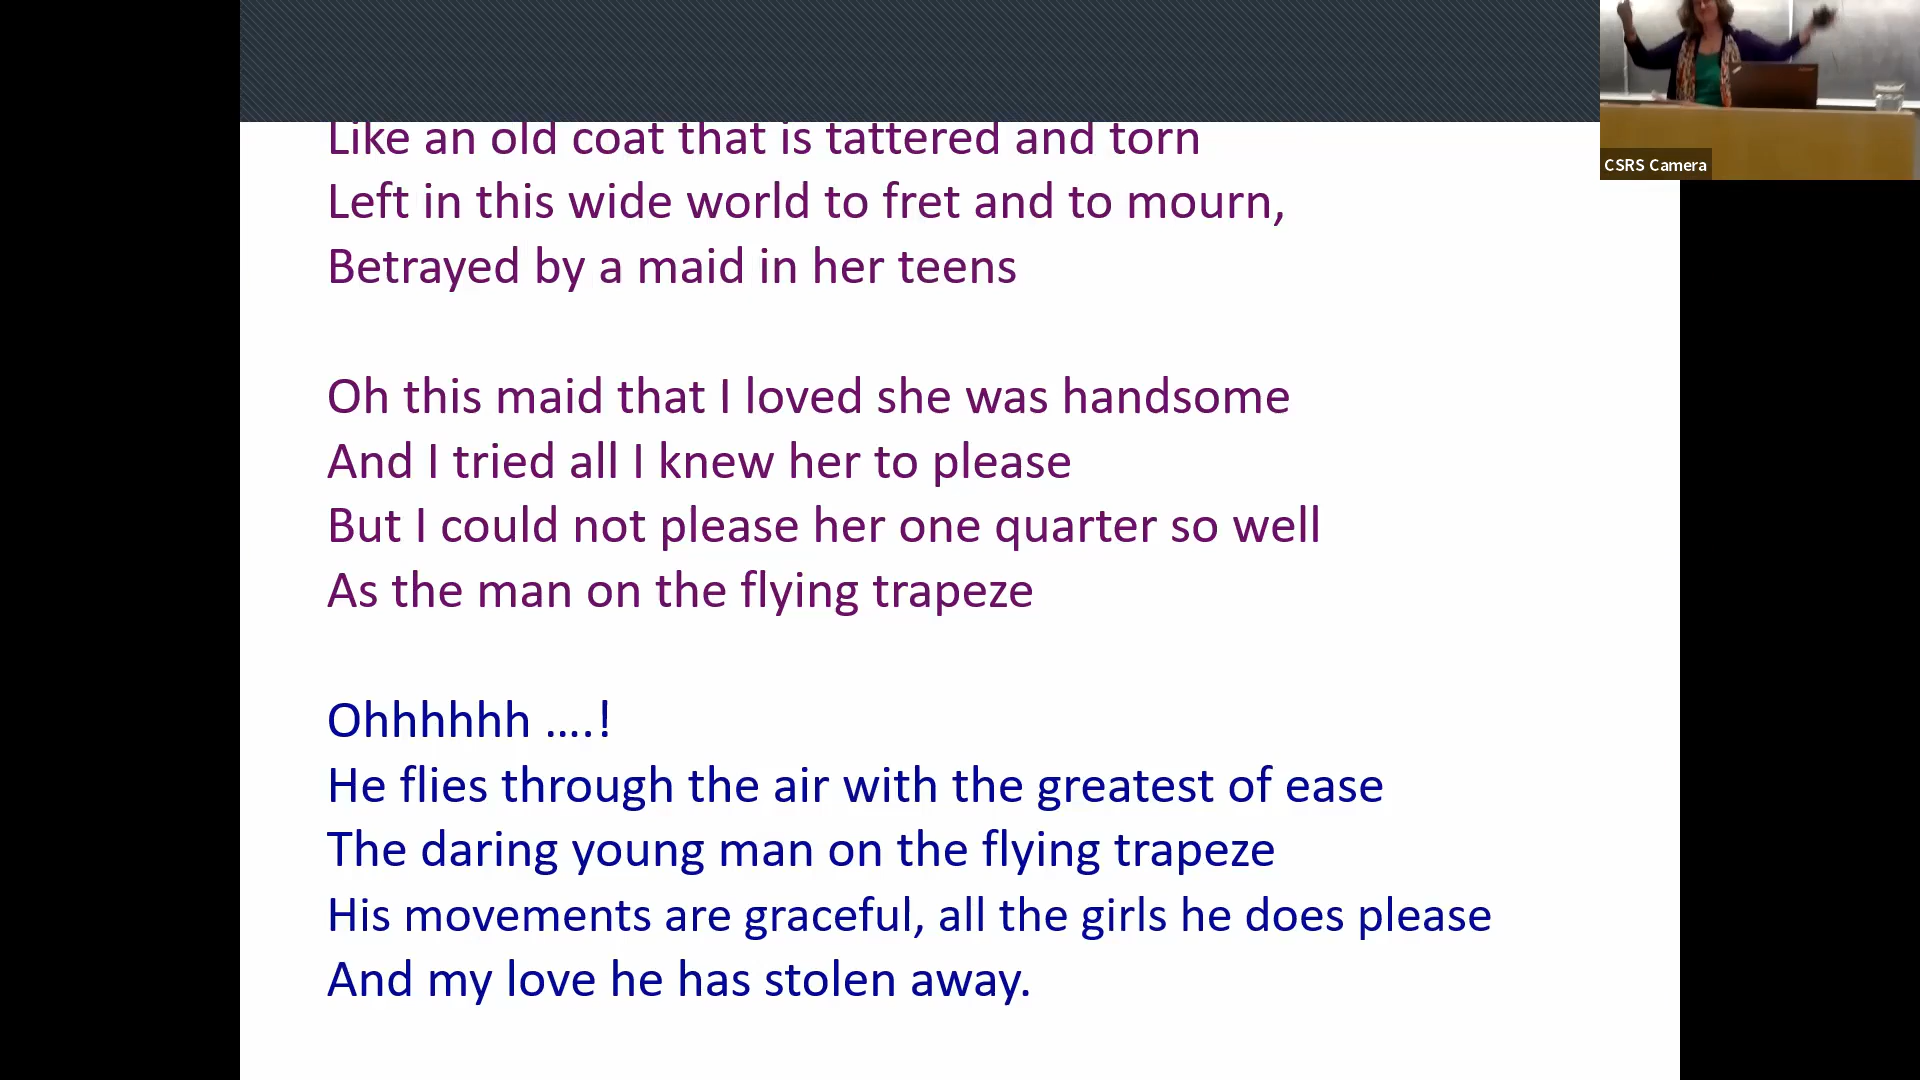 Like an old coat that is tattered and torn
Left in this wide world to fret and to mourn,
Betrayed by a maid in her teens
Oh this maid that I loved she was handsome
And I tried all I knew her to please
But I could not please her one quarter so well
As the man on the flying trapeze
Ohhhhhh ....!
He flies through the air with the greatest of ease
The daring young man on the flying trapeze
His movements are graceful, all the girls he does please
And my love he has stolen away.
CSRS Camera